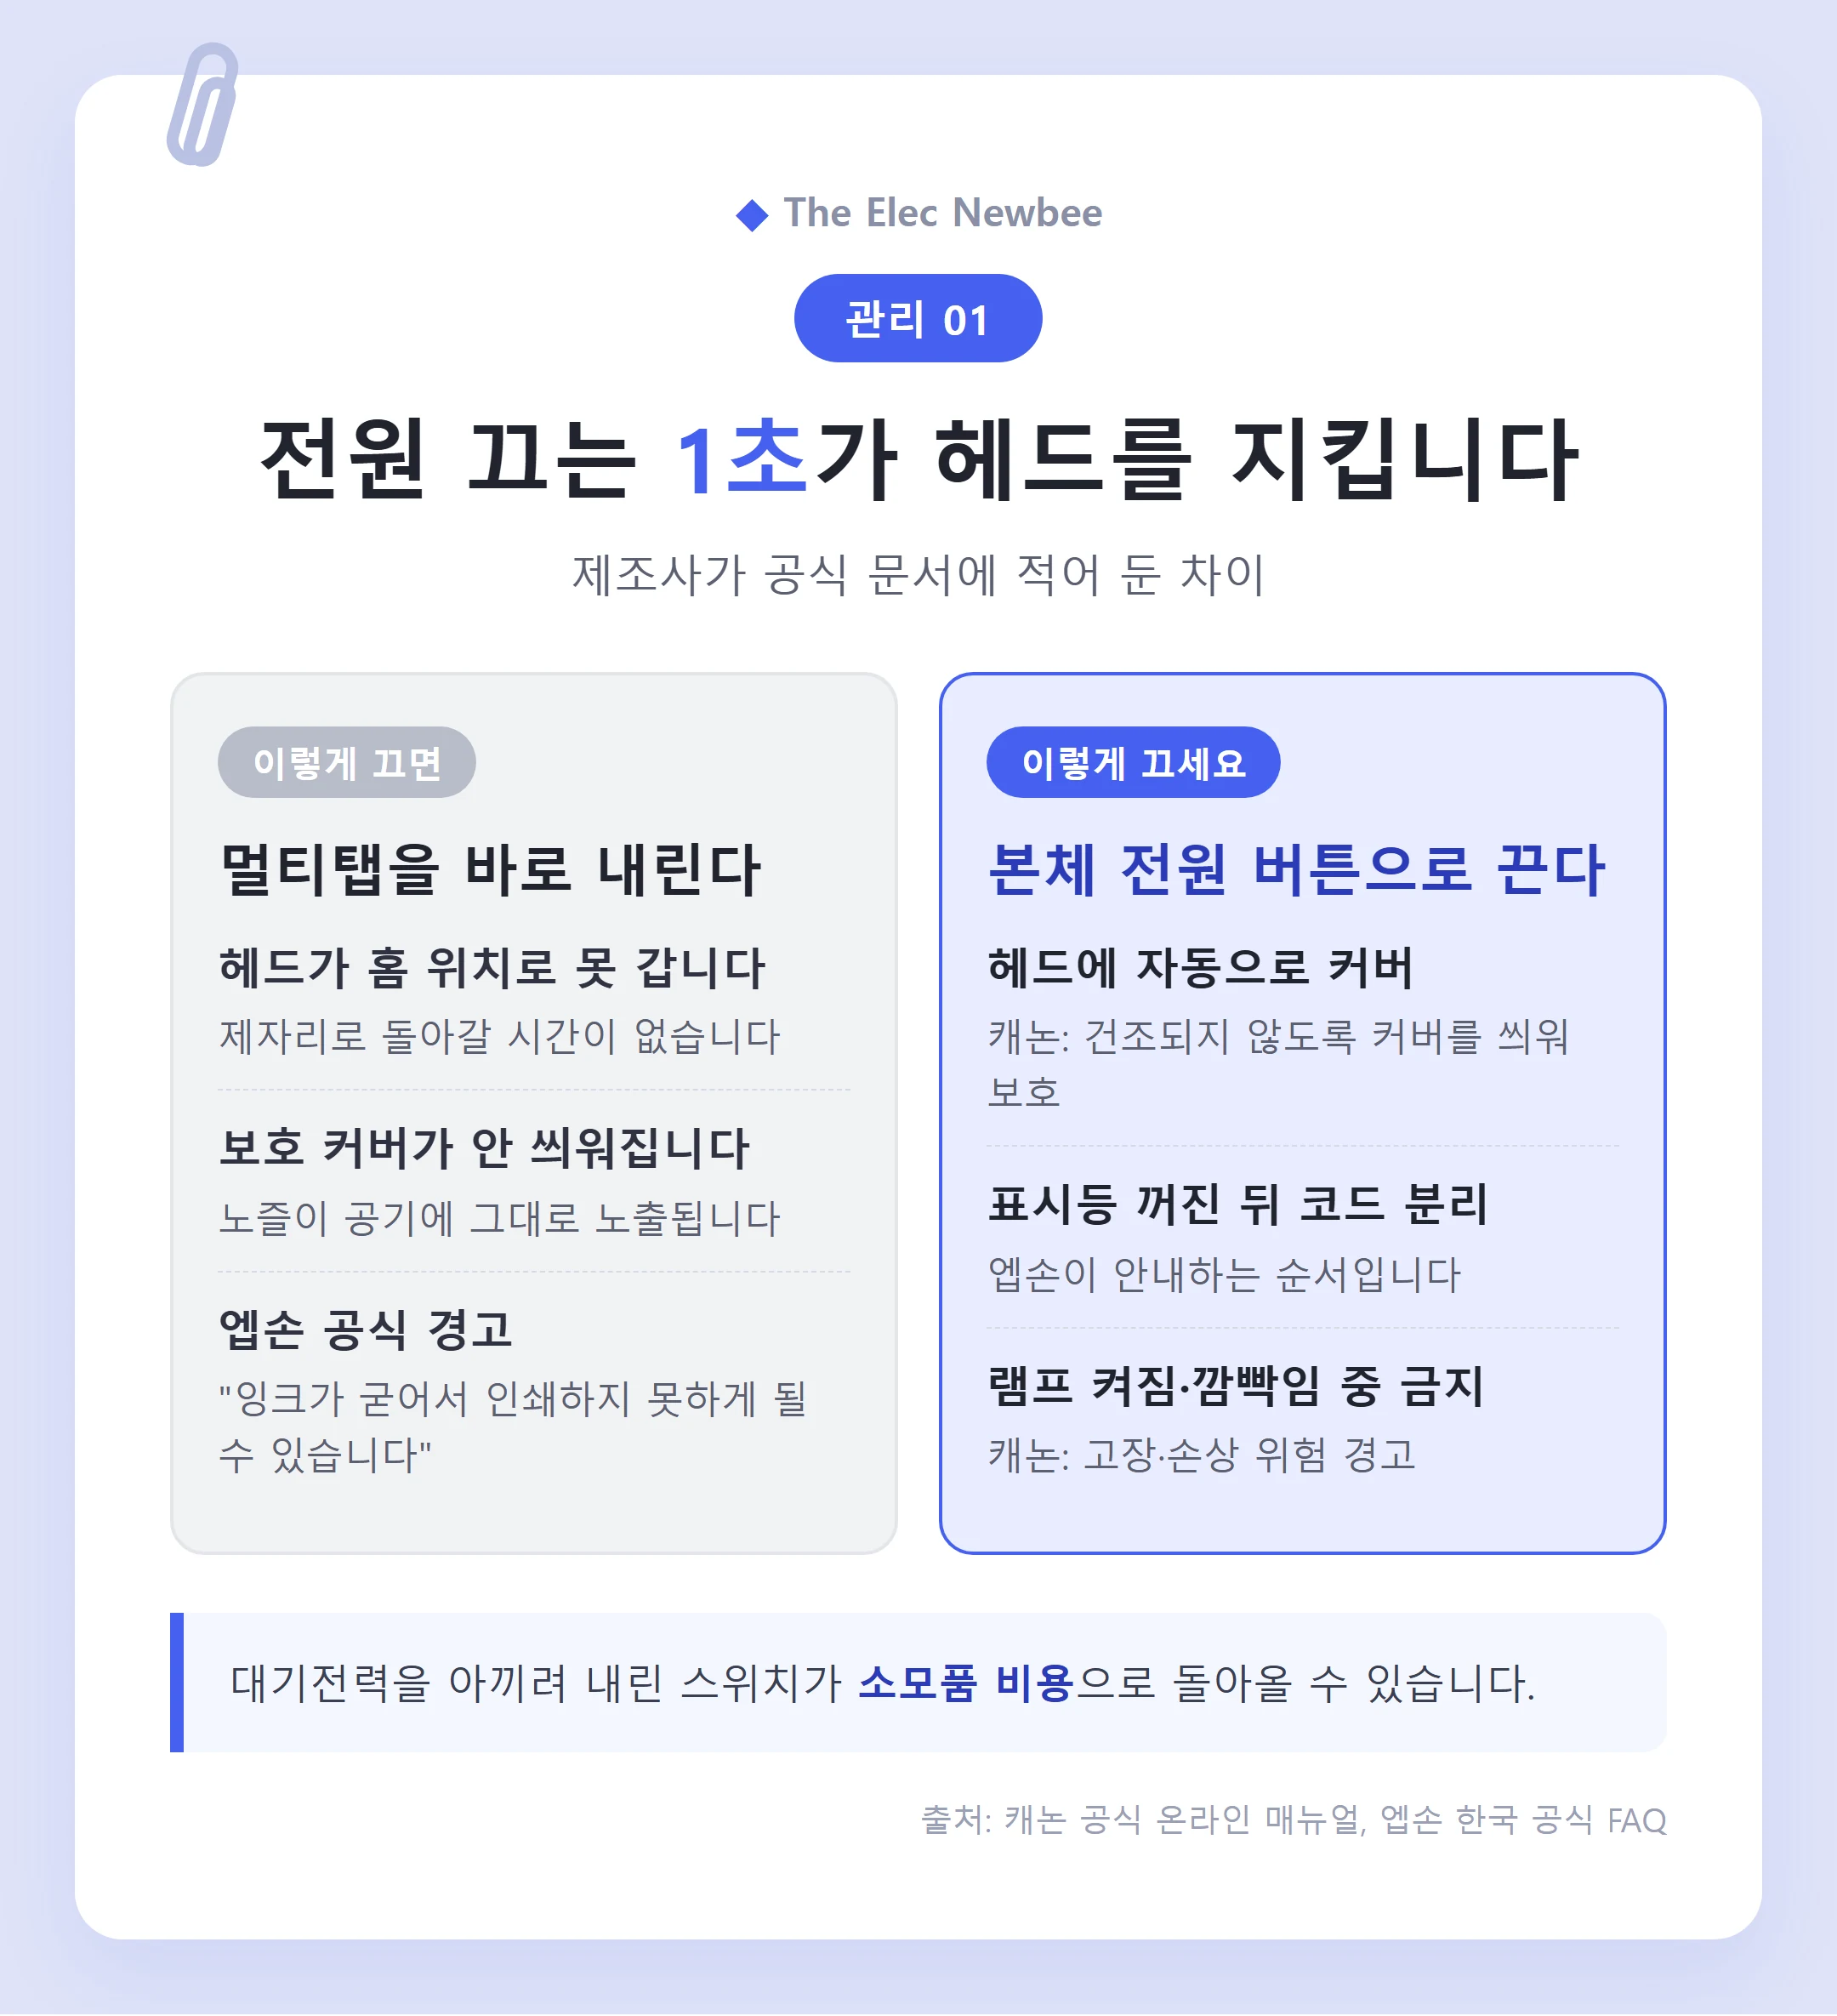 The Elec Newbee
관리 01
전원 끄는 1초가 헤드를 지킵니다
제조사가 공식 문서에 적어 둔 차이
이렇게 끄면
멀티탭을 바로 내린다
헤드가 홈 위치로 못 갑니다
제자리로 돌아갈 시간이 없습니다
보호 커버가 안 씌워집니다
노즐이 공기에 그대로 노출됩니다
엡손 공식 경고
"잉크가 굳어서 인쇄하지 못하게 될
수 있습니다"
이렇게 끄세요
본체 전원 버튼으로 끈다
헤드에 자동으로 커버
캐논: 건조되지 않도록 커버를 씌워
보호
표시등 꺼진 뒤 코드 분리
엡손이 안내하는 순서입니다
램프 켜짐·깜빡임 중 금지
캐논: 고장·손상 위험 경고
대기전력을 아끼려 내린 스위치가 소모품 비용으로 돌아올 수 있습니다.
출처: 캐논 공식 온라인 매뉴얼, 엡손 한국 공식 FAQ